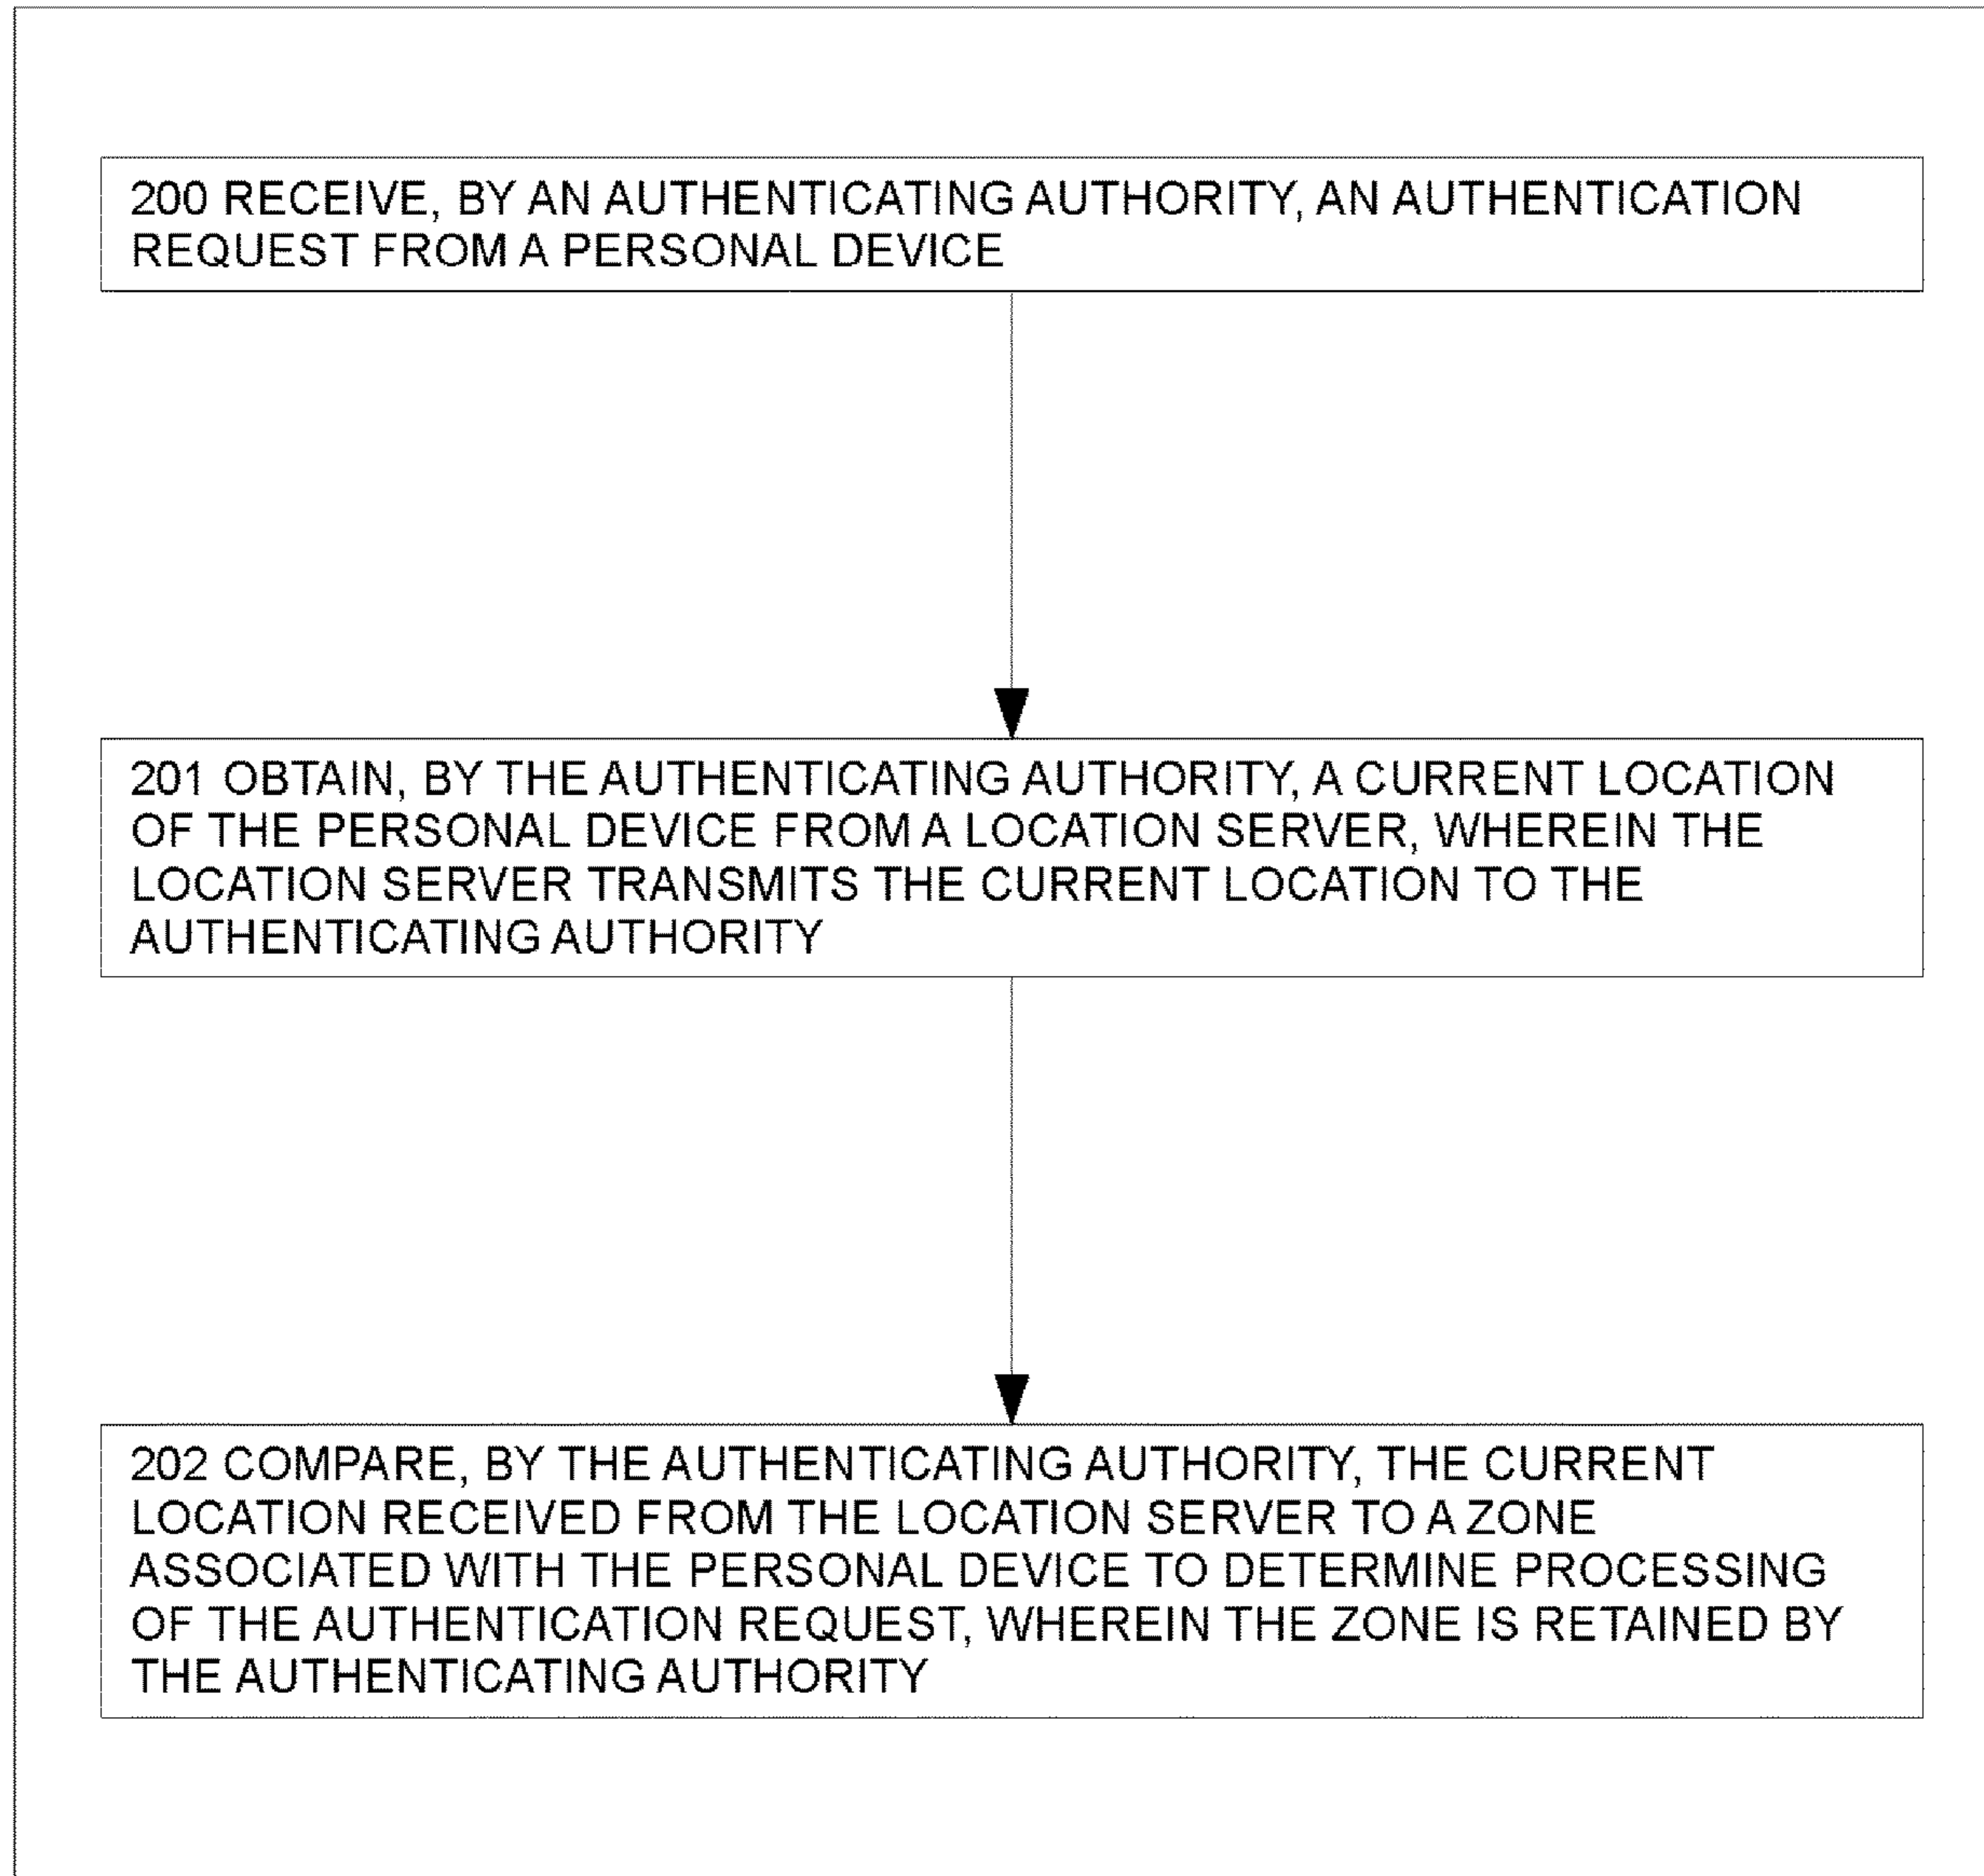 200 RECEIVE, BY AN AUTHENTICATING AUTHORITY, AN AUTHENTICATION
REQUEST FROM A PERSONAL DEVICE
201 OBTAIN, BY THE AUTHENTICATING AUTHORITY, A CURRENT LOCATION
OF THE PERSONAL DEVICE FROM A LOCATION SERVER, WHEREIN THE
LOCATION SERVER TRANSMITS THE CURRENT LOCATION TO THE
AUTHENTICATING AUTHORITY
202 COMPARE, BY THE AUTHENTICATING AUTHORITY, THE CURRENT
LOCATION RECEIVED FROM THE LOCATION SERVER TO A ZONE
ASSOCIATED WITH THE PERSONAL DEVICE TO DETERMINE PROCESSING
OF THE AUTHENTICATION REQUEST, WHEREIN THE ZONE IS RETAINED BY
THE AUTHENTICATING AUTHORITY